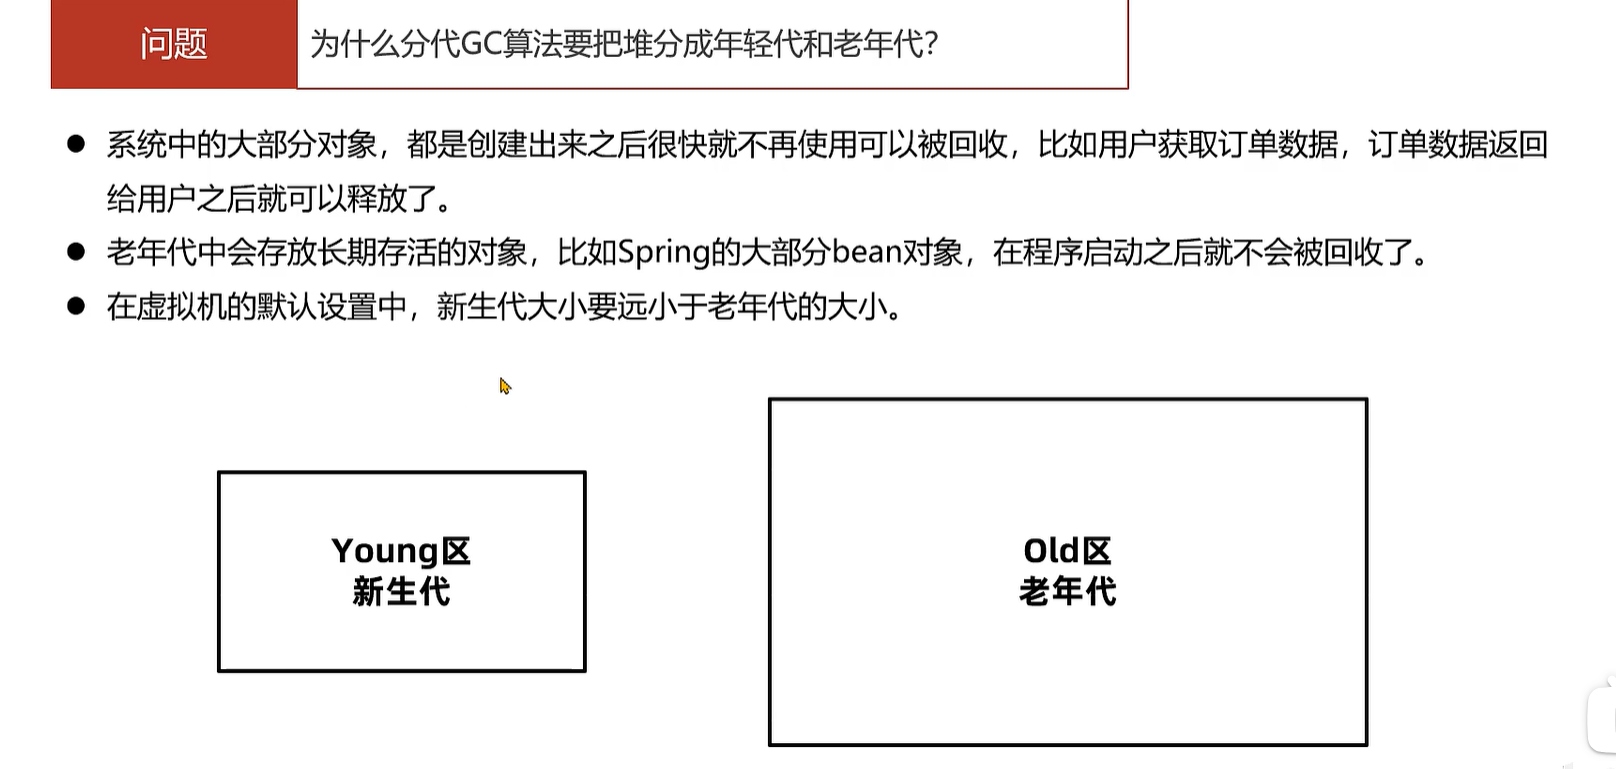 问题
为什么分代GC算法要把堆分成年轻代和老年代?
● 系统中的大部分对象，都是创建出来之后很快就不再使用可以被回收，比如用户获取订单数据，订单数据返回
给用户之后就可以释放了。
● 老年代中会存放长期存活的对象，比如Spring的大部分bean对象，在程序启动之后就不会被回收了。
● 在虚拟机的默认设置中，新生代大小要远小于老年代的大小。
Young区
新生代
Old区
老年代